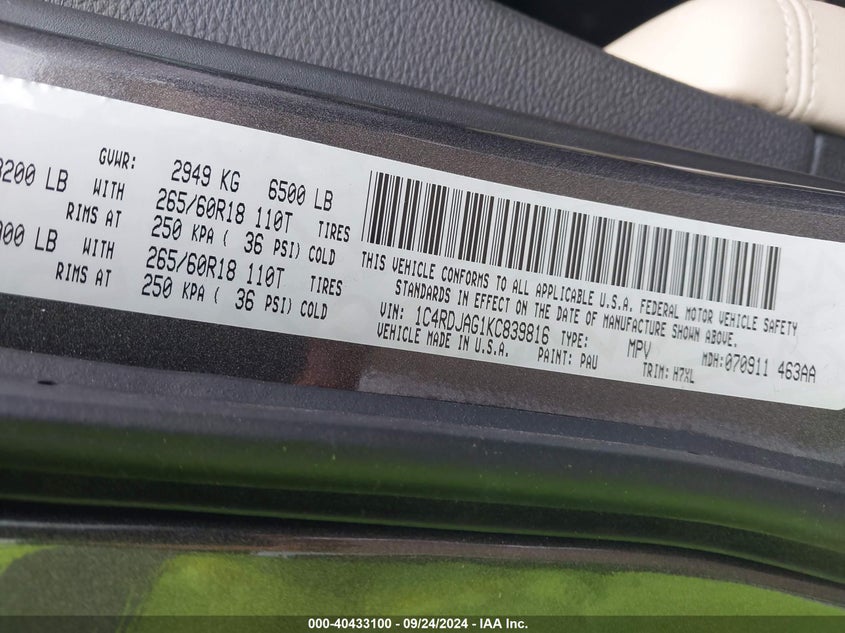 GVWR: 2949 KG 6500 LB
200 LB WITH 265/60R18 110T TIRES
RIMS AT 250 KPA ( 36 PSI) COLD
00 LB WITH 265/60R18 110T TIRES
RIMS AT 250 KPA ( 36 PSI) COLD
THIS VEHICLE CONFORMS TO ALL APPLICABLE U.S.A. FEDERAL MOTOR VEHICLE SAFETY
STANDARDS IN EFFECT ON THE DATE OF MANUFACTURE SHOWN ABOVE.
VIN: 1C4RDJAG1KC839816 TYPE: MPV MDH:070911 463AA
VEHICLE MADE IN U.S.A. PAINT: PAU TRIM: H7XL
000-40433100 - 09/24/2024 - IAA Inc.